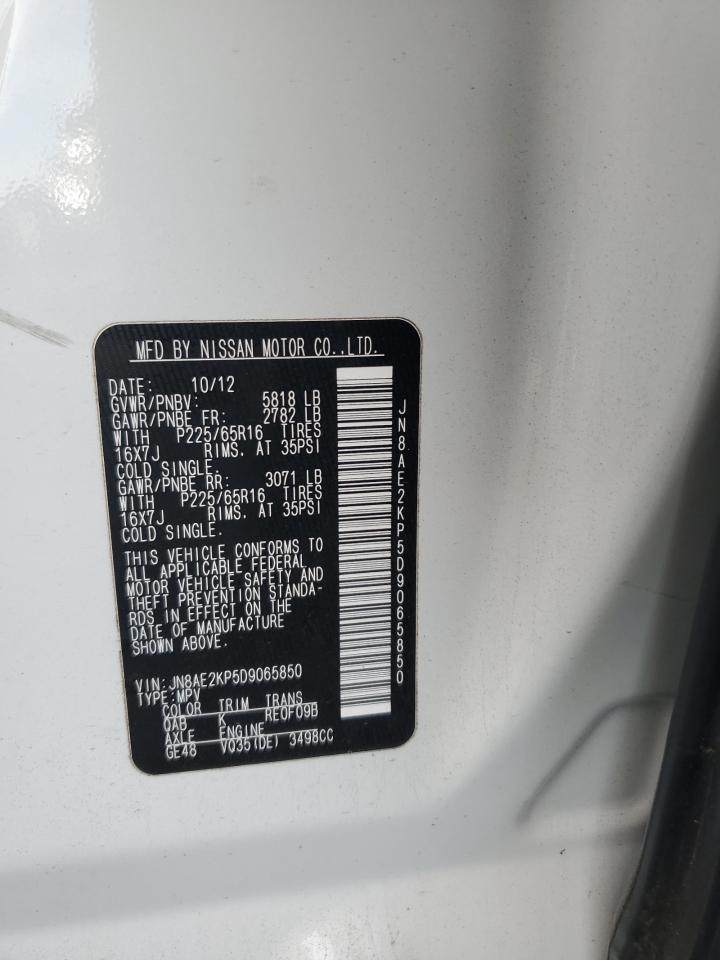 MFD BY NISSAN MOTOR CO.,LTD.
DATE: 10/12
GVWR/PNBV: 5818 LB
GAWR/PNBE FR: 2782 LB
WITH P225/65R16 TIRES
16X7J RIMS. AT 35PSI
COLD SINGLE.
GAWR/PNBE RR: 3071 LB
WITH P225/65R16 TIRES
16X7J RIMS. AT 35PSI
COLD SINGLE.
THIS VEHICLE CONFORMS TO
ALL APPLICABLE FEDERAL
MOTOR VEHICLE SAFETY AND
THEFT PREVENTION STANDA-
RDS IN EFFECT ON THE
DATE OF MANUFACTURE
SHOWN ABOVE.
VIN: JN8AE2KP5D9065850
TYPE: MPV
COLOR TRIM TRANS
QAB K RE0F09B
AXLE ENGINE
GE48 VQ35(DE) 3498CC
JN8AE2KP5D9065850